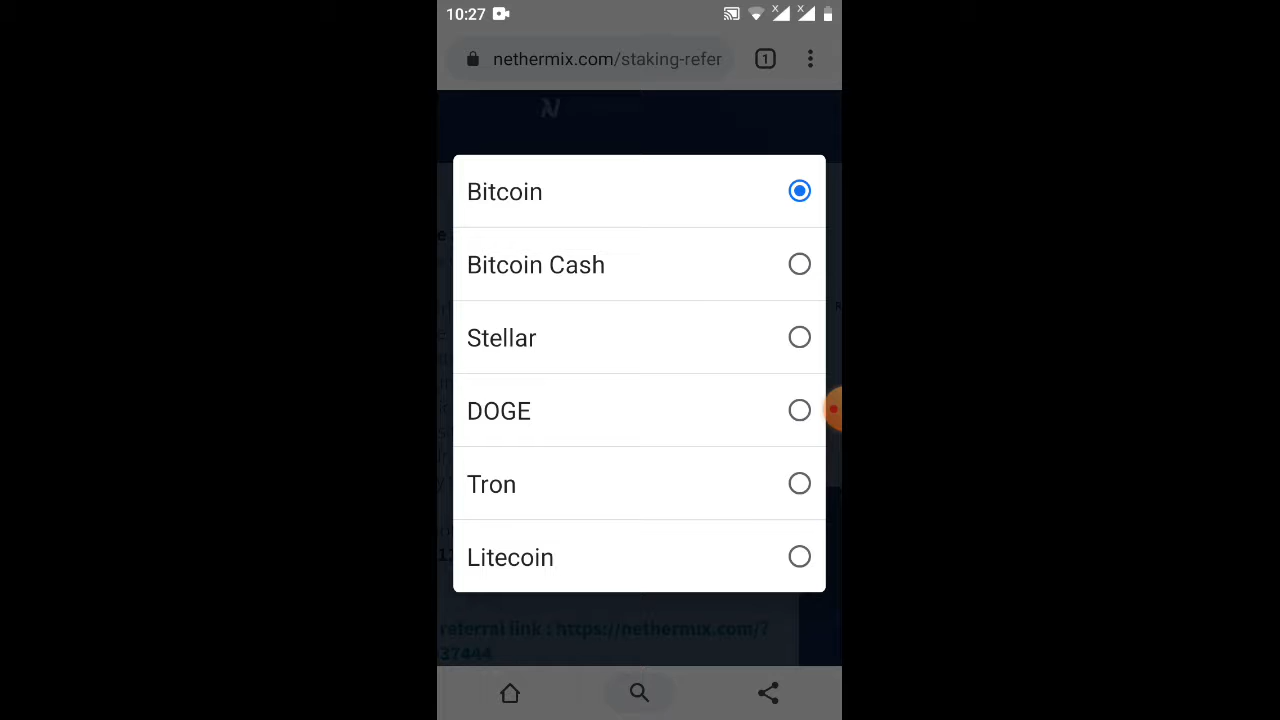 10:27
nethermix.com/staking-refer
1
Bitcoin
Bitcoin Cash
Stellar
DOGE
Tron
Litecoin
referral link : https://nethermix.com/?
37444